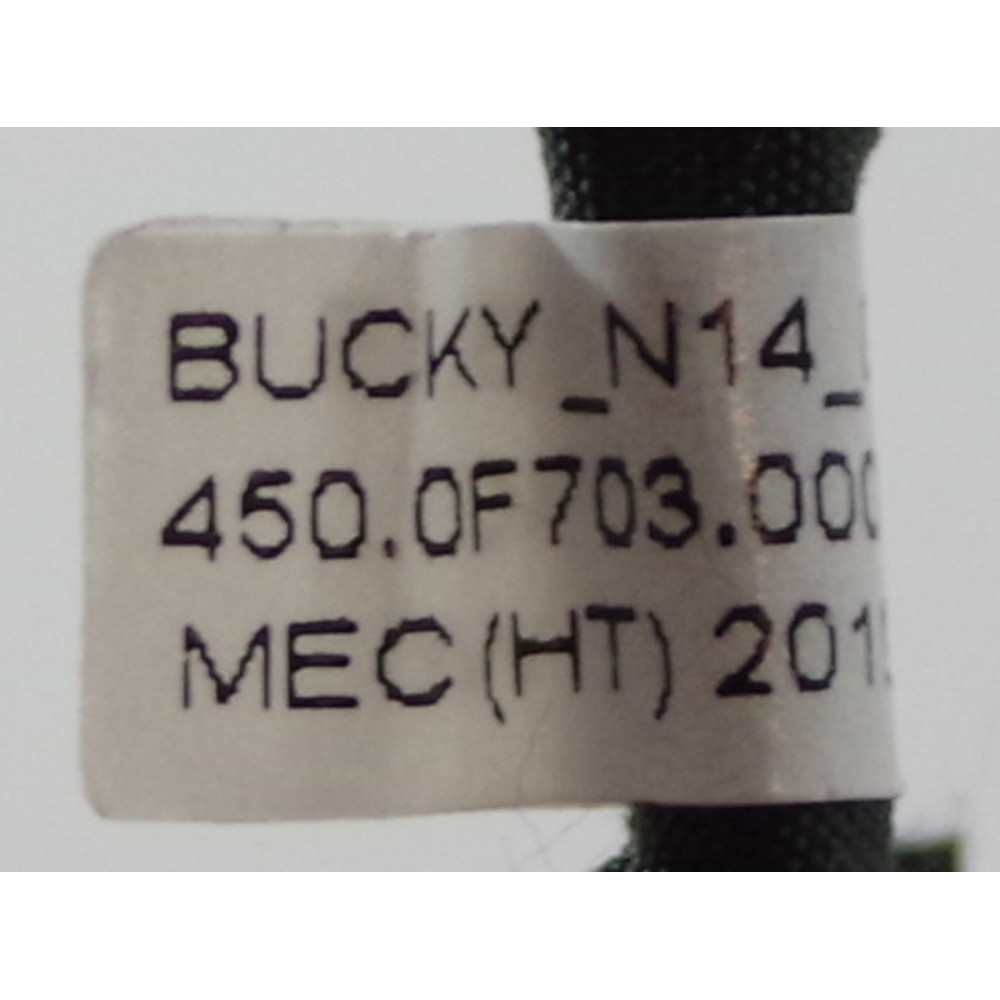 BUCKY_N14_
450.0F703.000
MEC(HT) 201